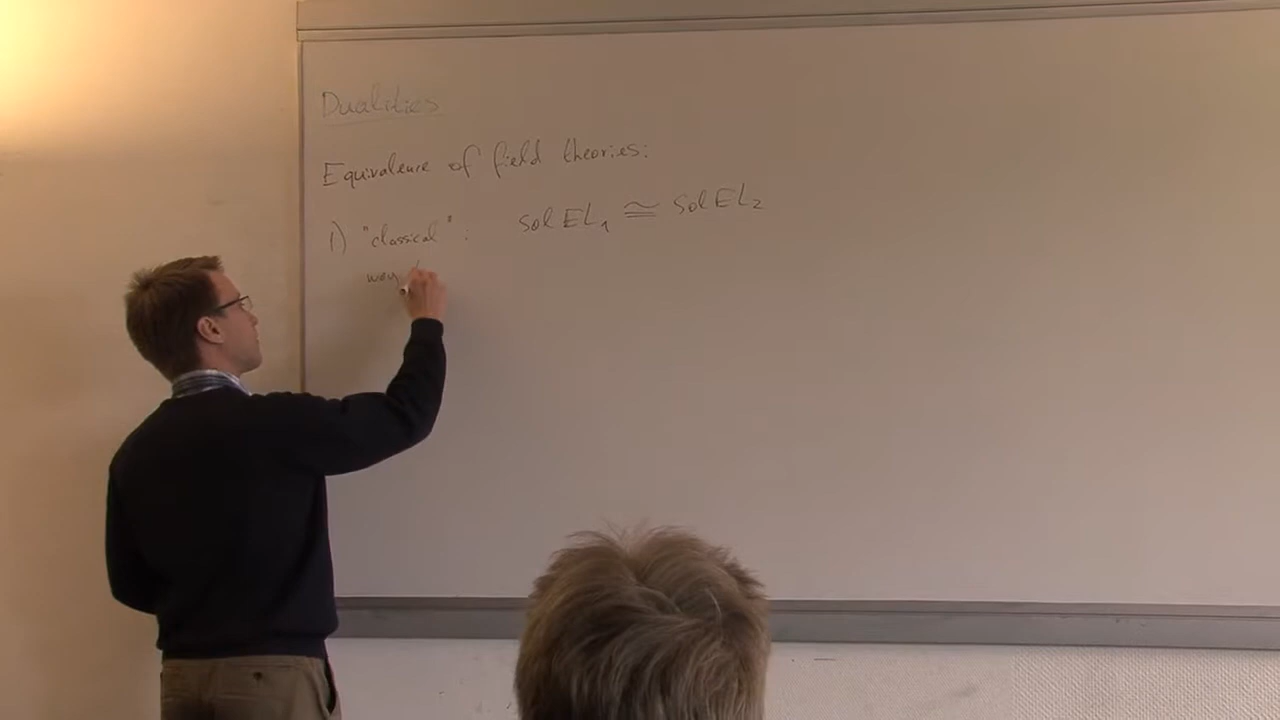 Dualities
Equivalence of field theories:
1) "classical": sol EL₁ ≅ sol EL₂
way